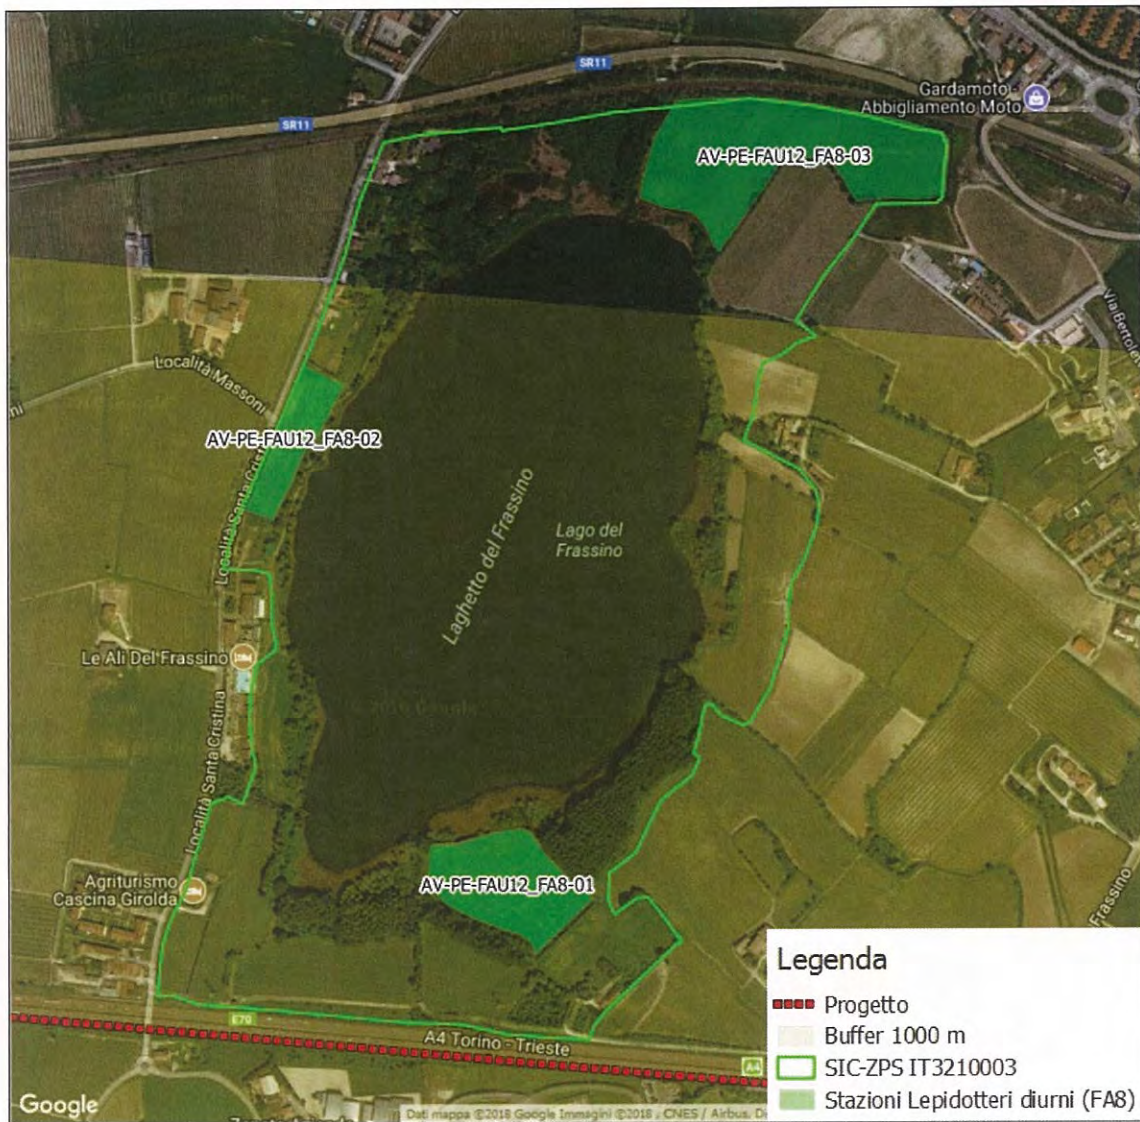 SR11
Gardamoto -
Abbigliamento Moto
SR11
AV-PE-FAU12_FA8-03
Località Massoni
AV-PE-FAU12_FA8-02
Località Santa Crist
Laghetto del Frassino
Lago del
Frassino
Le Ali Del Frassino
Località Santa Cristina
AV-PE-FAU12_FA8-01
Agriturismo
Cascina Girolda
Frassino
E70
A4 Torino - Trieste
A4
Google
Dati mappa ©2018 Google Immagini ©2018 , CNES / Airbus, Di
Legenda
Progetto
Buffer 1000 m
SIC-ZPS IT3210003
Stazioni Lepidotteri diurni (FA8)